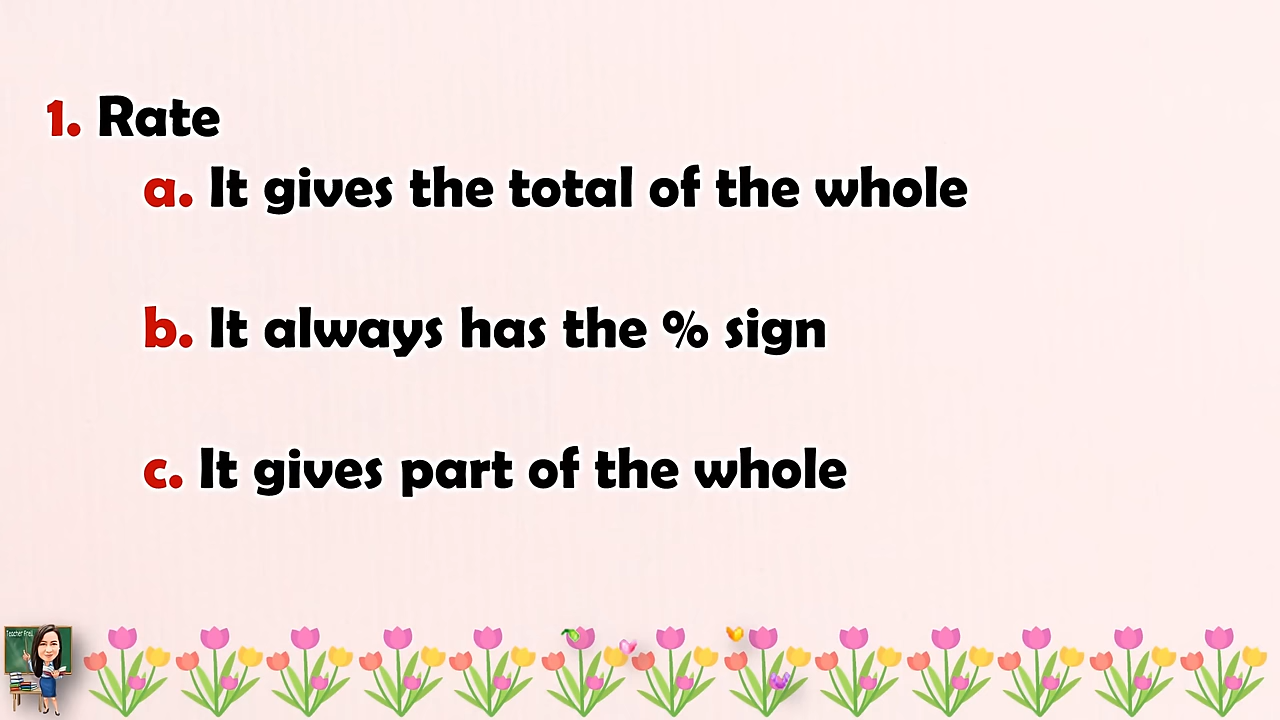 1. Rate
a. It gives the total of the whole
b. It always has the % sign
c. It gives part of the whole